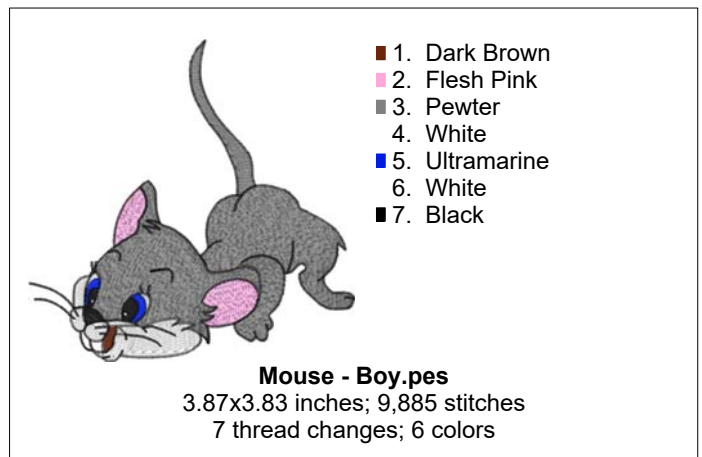 1. Dark Brown
2. Flesh Pink
3. Pewter
4. White
5. Ultramarine
6. White
7. Black
Mouse - Boy.pes
3.87x3.83 inches; 9,885 stitches
7 thread changes; 6 colors